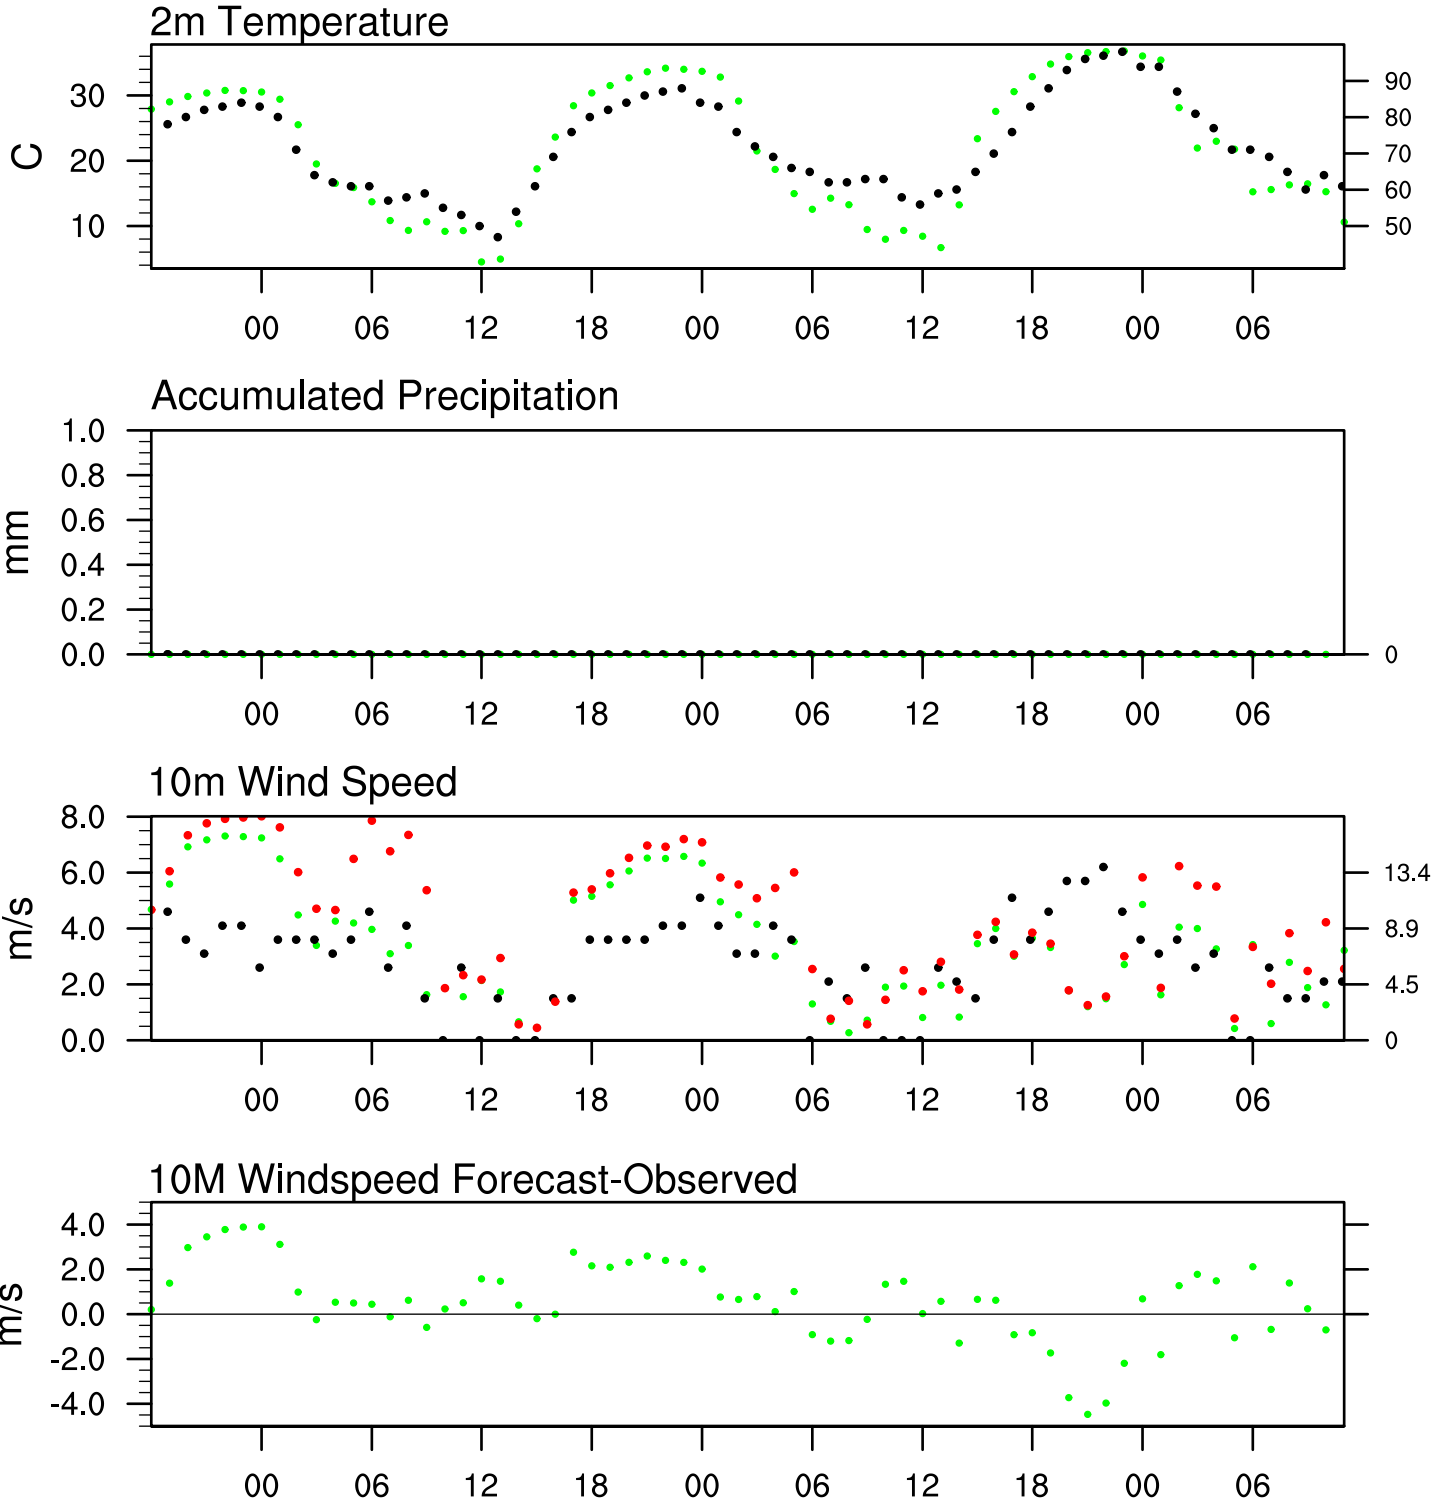 2m Temperature
C
30
20
10
90
80
70
60
50
00 06 12 18 00 06 12 18 00 06
Accumulated Precipitation
mm
1.0
0.8
0.6
0.4
0.2
0.0
0
00 06 12 18 00 06 12 18 00 06
10m Wind Speed
m/s
8.0
6.0
4.0
2.0
0.0
13.4
8.9
4.5
0
00 06 12 18 00 06 12 18 00 06
10M Windspeed Forecast-Observed
m/s
4.0
2.0
0.0
-2.0
-4.0
00 06 12 18 00 06 12 18 00 06